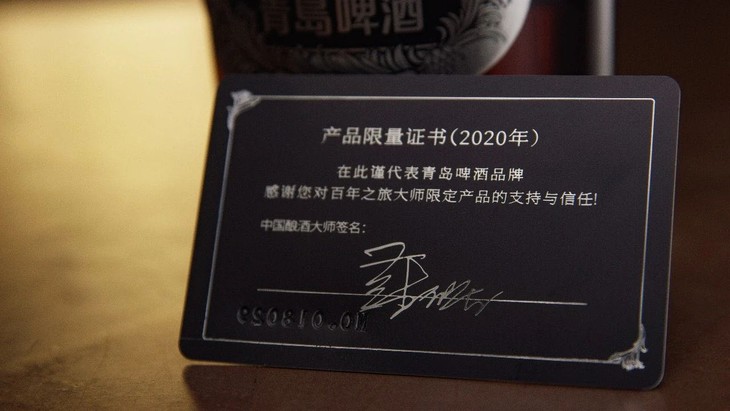 青島啤酒
产品限量证书(2020年)
在此谨代表青岛啤酒品牌
感谢您对百年之旅大师限定产品的支持与信任!
中国酿酒大师签名: